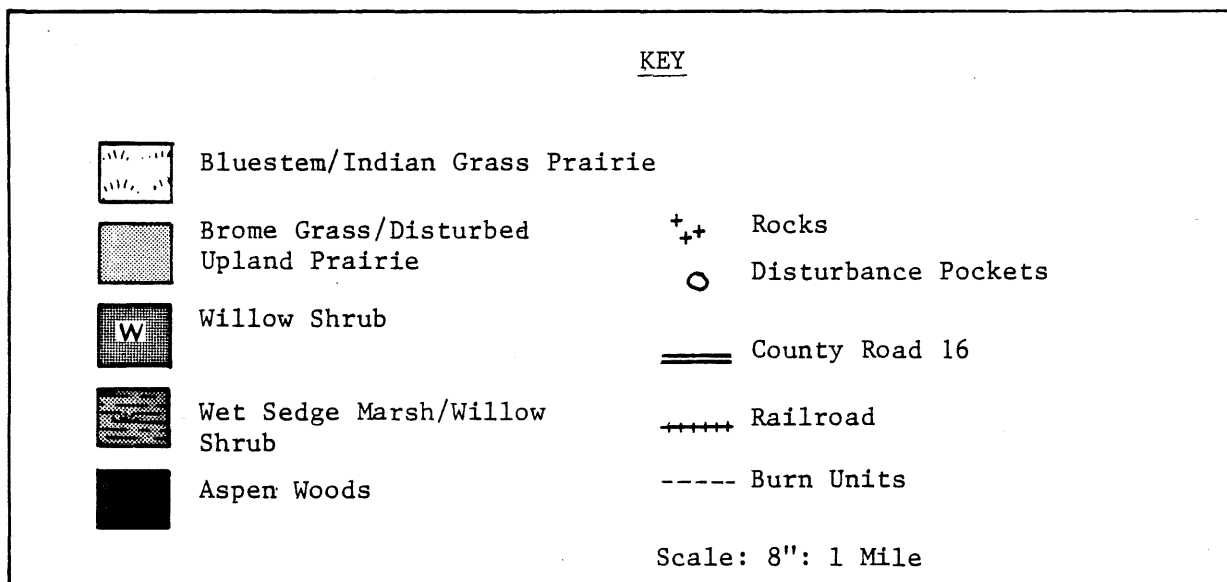 KEY
Bluestem/Indian Grass Prairie
Brome Grass/Disturbed
Upland Prairie
W
Willow Shrub
Wet Sedge Marsh/Willow
Shrub
Aspen Woods
Rocks
Disturbance Pockets
County Road 16
Railroad
Burn Units
Scale: 8": 1 Mile